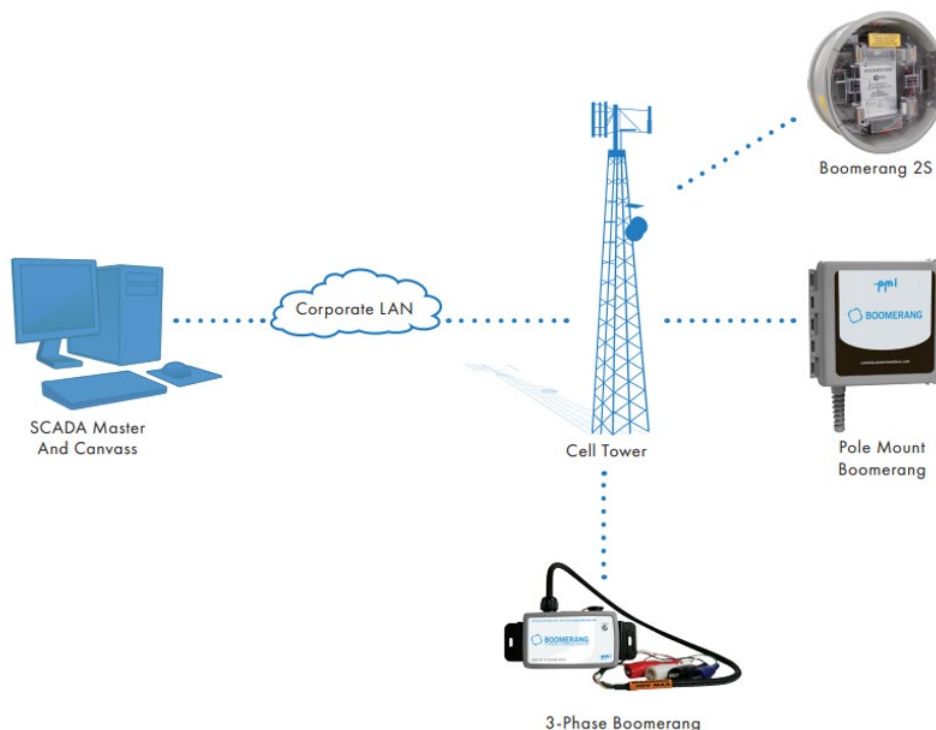 BOOMERANG
Boomerang 2S
Corporate LAN
pmi
BOOMERANG
SCADA Master
And Canvass
Cell Tower
Pole Mount
Boomerang
BOOMERANG
pmi
3-Phase Boomerang